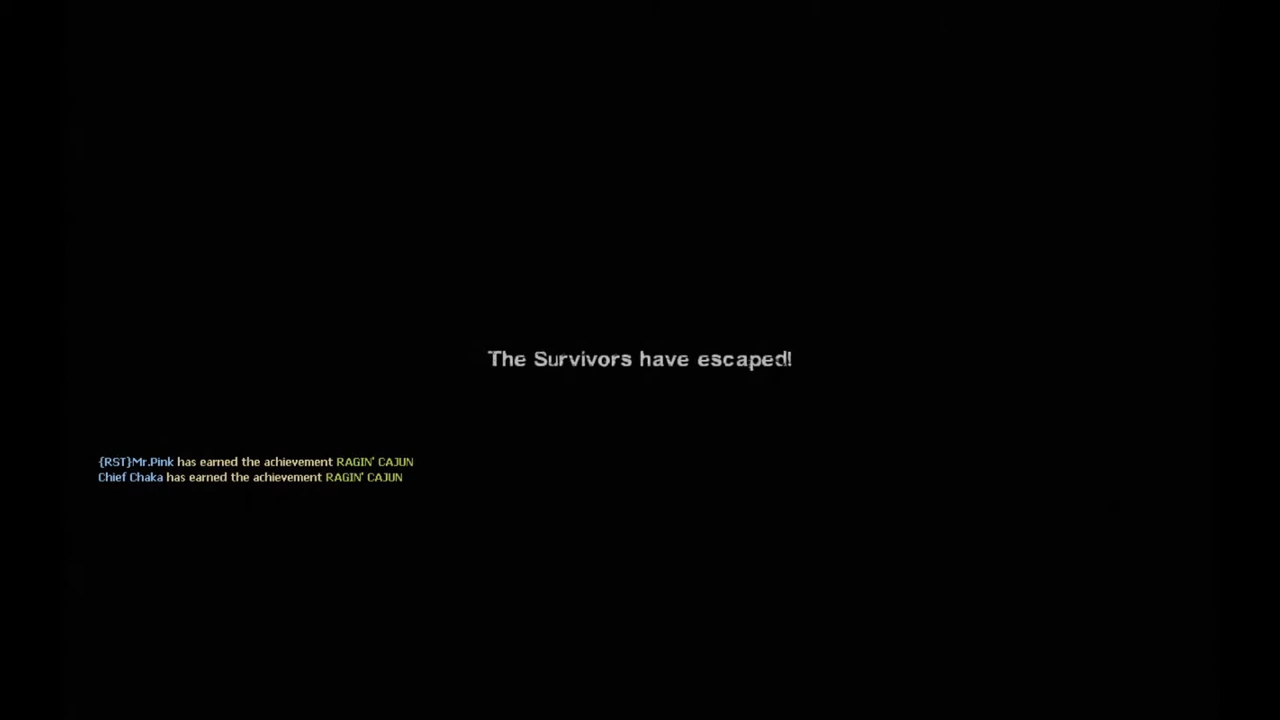 The Survivors have escaped!
{RST}Mr.Pink has earned the achievement RAGIN' CAJUN
Chief Chaka has earned the achievement RAGIN' CAJUN